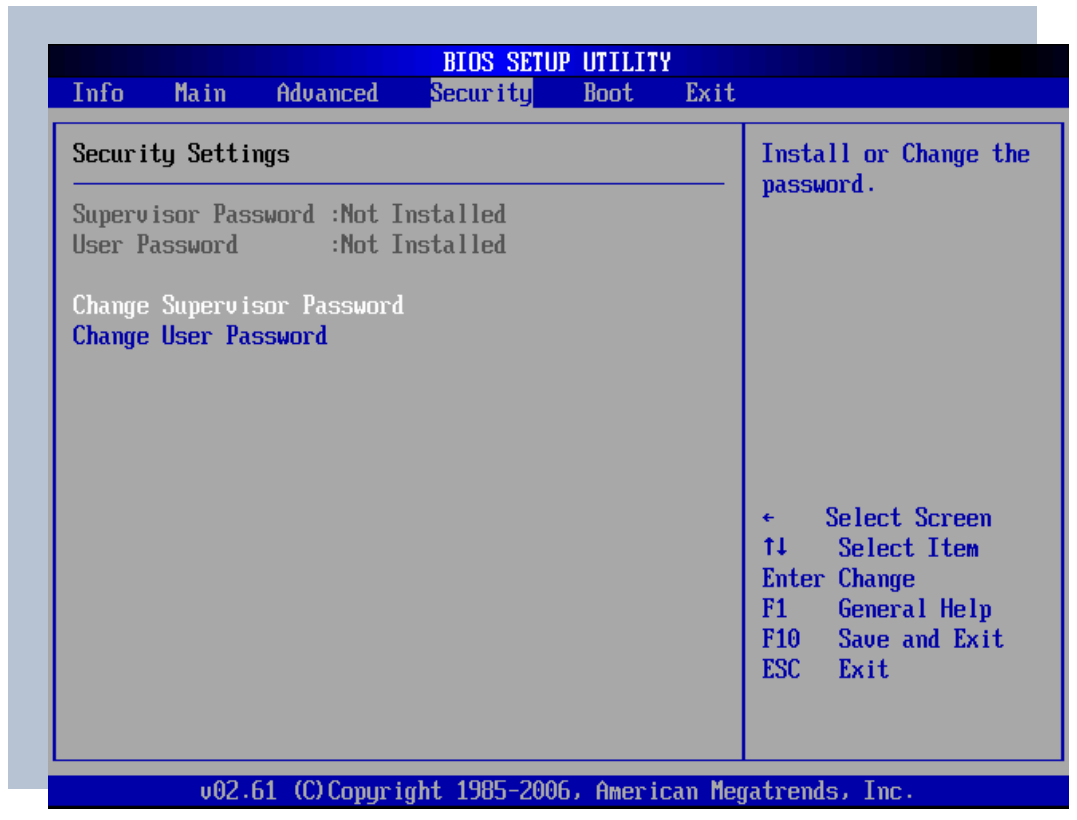 BIOS SETUP UTILITY
Info Main Advanced Security Boot Exit
Security Settings
Supervisor Password :Not Installed
User Password :Not Installed
Change Supervisor Password
Change User Password
Install or Change the
password.
← Select Screen
↑↓ Select Item
Enter Change
F1 General Help
F10 Save and Exit
ESC Exit
v02.61 (C)Copyright 1985-2006, American Megatrends, Inc.